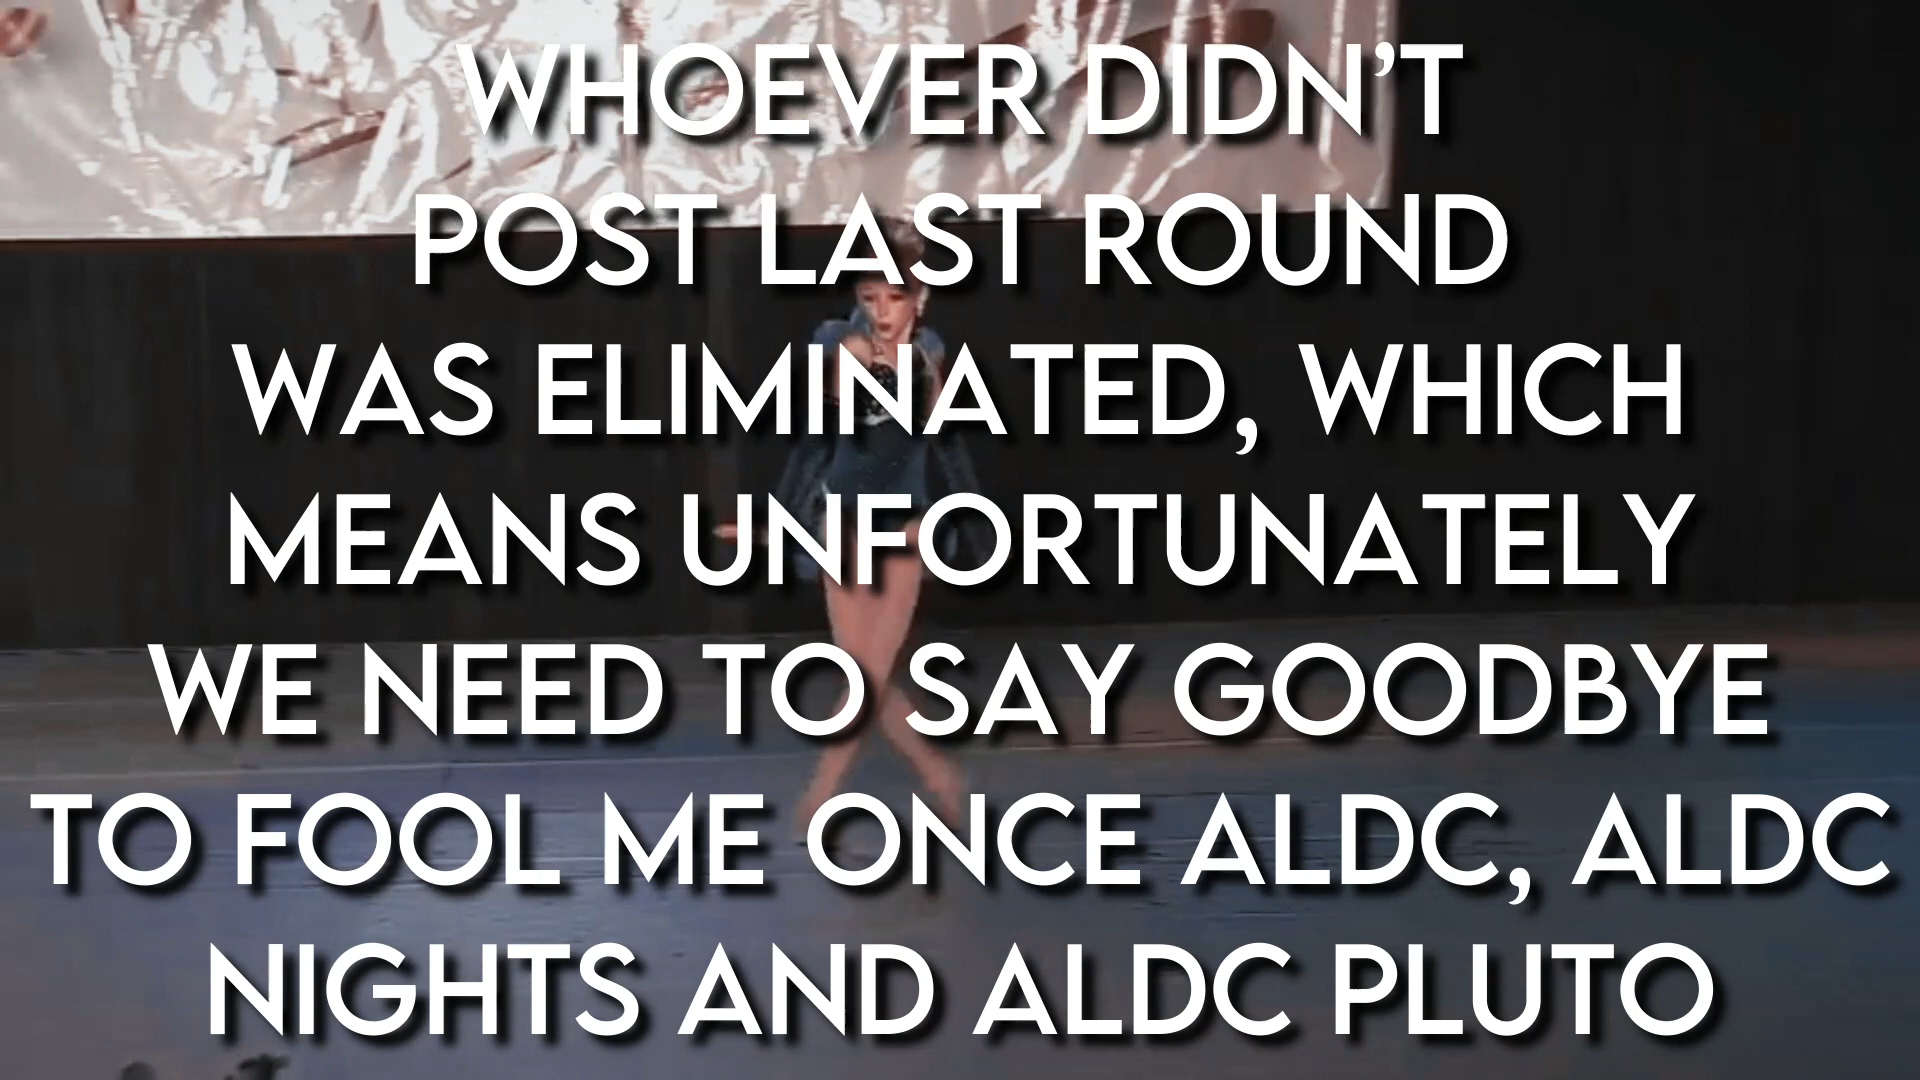 WHOEVER DIDN'T
POST LAST ROUND
WAS ELIMINATED, WHICH
MEANS UNFORTUNATELY
WE NEED TO SAY GOODBYE
TO FOOL ME ONCE ALDC, ALDC
NIGHTS AND ALDC PLUTO